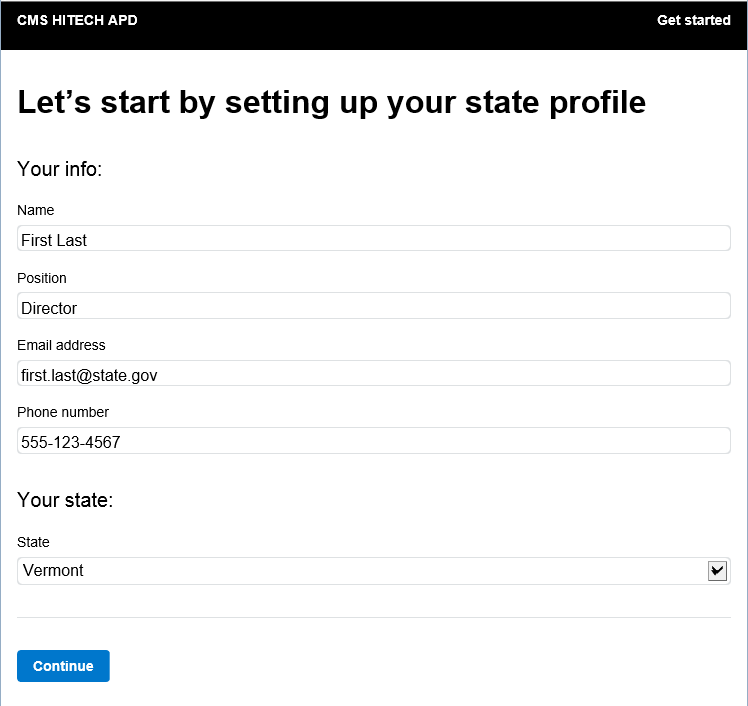 CMS HITECH APD
Get started
Let’s start by setting up your state profile
Your info:
Name
First Last
Position
Director
Email address
first.last@state.gov
Phone number
555-123-4567
Your state:
State
Vermont
Continue